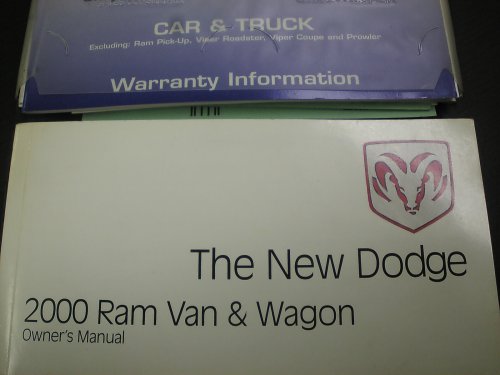 CAR & TRUCK
Excluding: Ram Pick-Up, Viper Roadster, Viper Coupe and Prowler
Warranty Information
The New Dodge
2000 Ram Van & Wagon
Owner's Manual